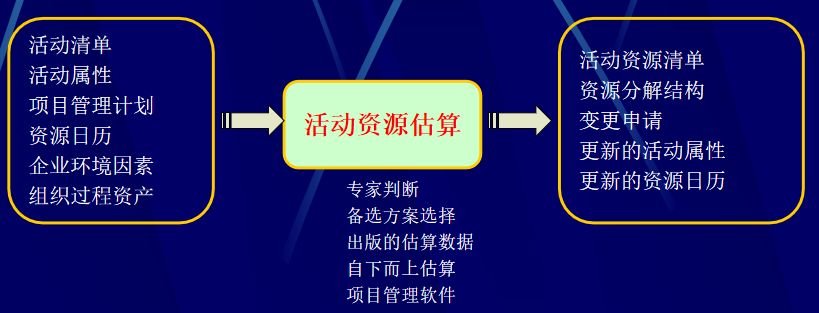 活动清单
活动属性
项目管理计划
资源日历
企业环境因素
组织过程资产
活动资源估算
专家判断
备选方案选择
出版的估算数据
自下而上估算
项目管理软件
活动资源清单
资源分解结构
变更申请
更新的活动属性
更新的资源日历